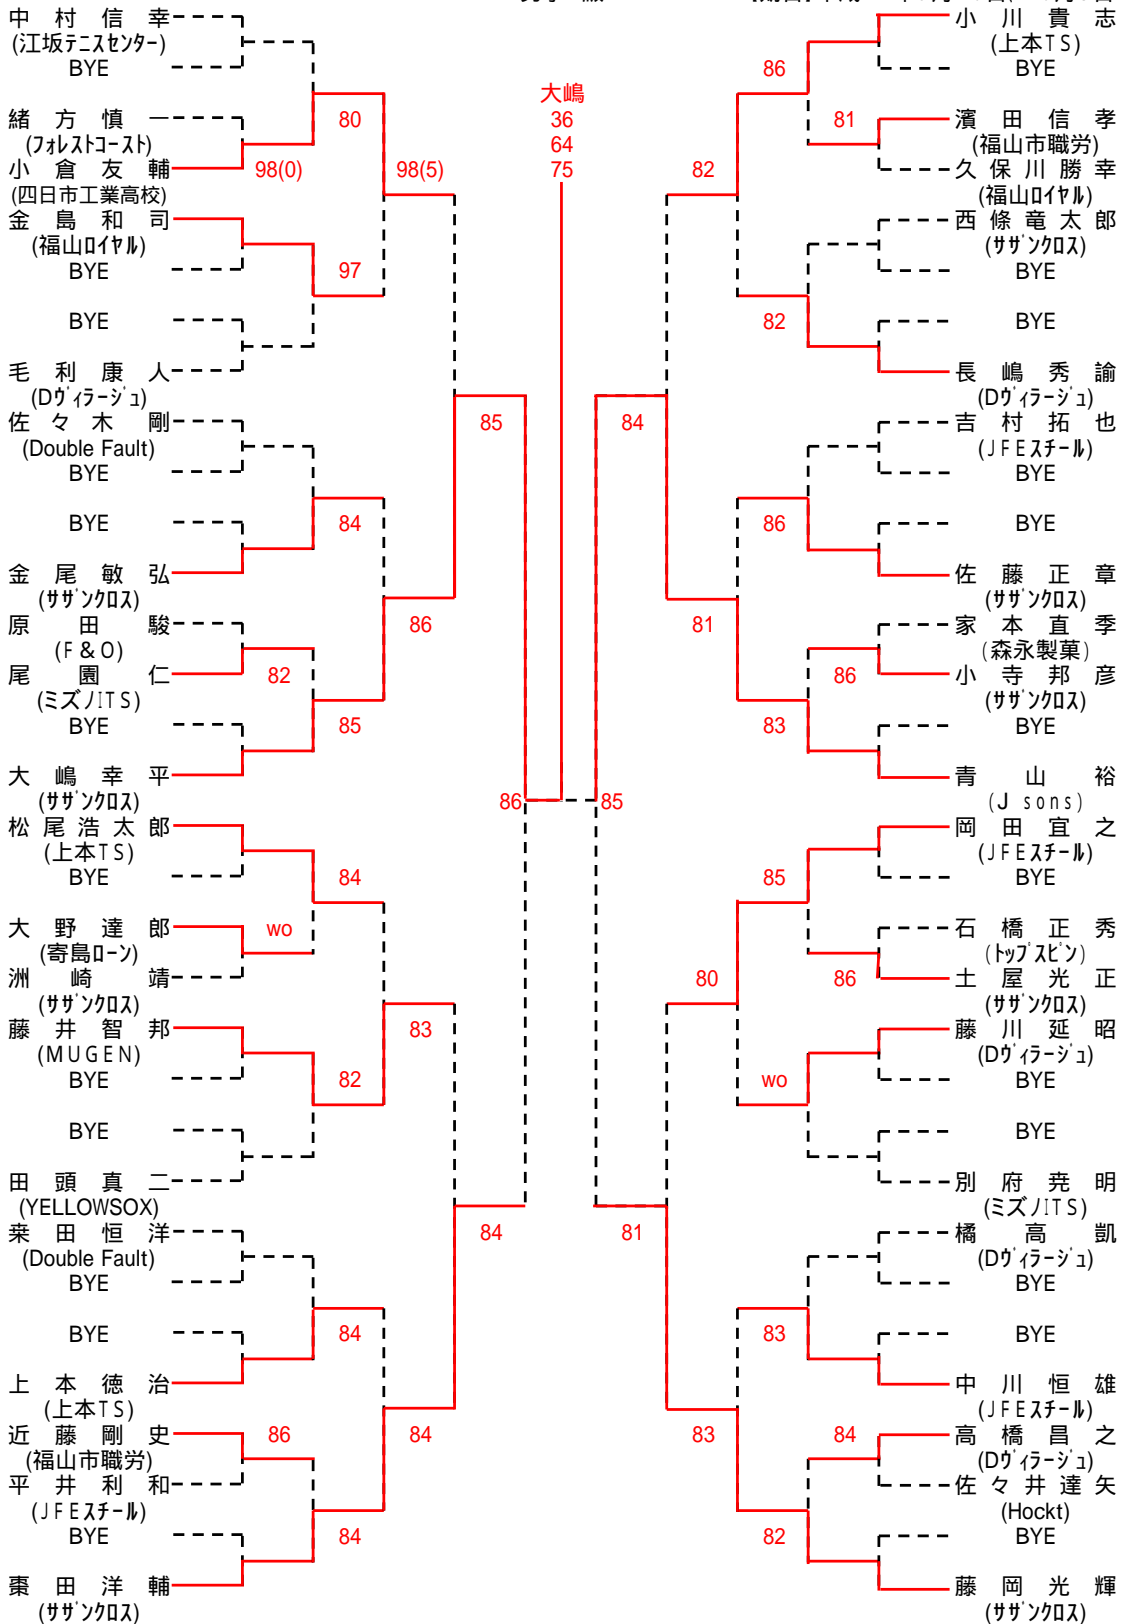 中村信幸
(江坂テニスセンター)
BYE
緒方慎一
(フォレストコースト)
小倉友輔
(四日市工業高校)
金島和司
(福山ロイヤル)
BYE
BYE
毛利康人
(Dヴィラージュ)
佐々木剛
(Double Fault)
BYE
BYE
金尾敏弘
(サザンクロス)
原田駿
(F&O)
尾園仁
(ミズノITS)
BYE
大嶋幸平
(サザンクロス)
松尾浩太郎
(上本TS)
BYE
大野達郎
(寄島ローン)
洲崎靖
(サザンクロス)
藤井智邦
(MUGEN)
BYE
BYE
田頭真二
(YELLOWSOX)
桒田恒洋
(Double Fault)
BYE
BYE
上本徳治
(上本TS)
近藤剛史
(福山市職労)
平井利和
(JFEスチール)
BYE
棗田洋輔
(サザンクロス)
98(0)
82
wo
86
80
97
84
85
84
82
84
84
98(5)
86
83
84
85
84
86
大嶋
36
64
75
85
84
81
82
81
80
83
86
82
86
83
85
wo
83
82
81
86
86
84
小川貴志
(上本TS)
BYE
濱田信孝
(福山市職労)
久保川勝幸
(福山ロイヤル)
西條竜太郎
(サザンクロス)
BYE
BYE
長嶋秀諭
(Dヴィラージュ)
吉村拓也
(JFEスチール)
BYE
BYE
佐藤正章
(サザンクロス)
家本直季
(森永製菓)
小寺邦彦
(サザンクロス)
BYE
青山裕
(J sons)
岡田宜之
(JFEスチール)
BYE
石橋正秀
(トップスピン)
土屋光正
(サザンクロス)
藤川延昭
(Dヴィラージュ)
BYE
BYE
別府尭明
(ミズノITS)
橘高凱
(Dヴィラージュ)
BYE
BYE
中川恒雄
(JFEスチール)
高橋昌之
(Dヴィラージュ)
佐々井達矢
(Hockt)
BYE
藤岡光輝
(サザンクロス)